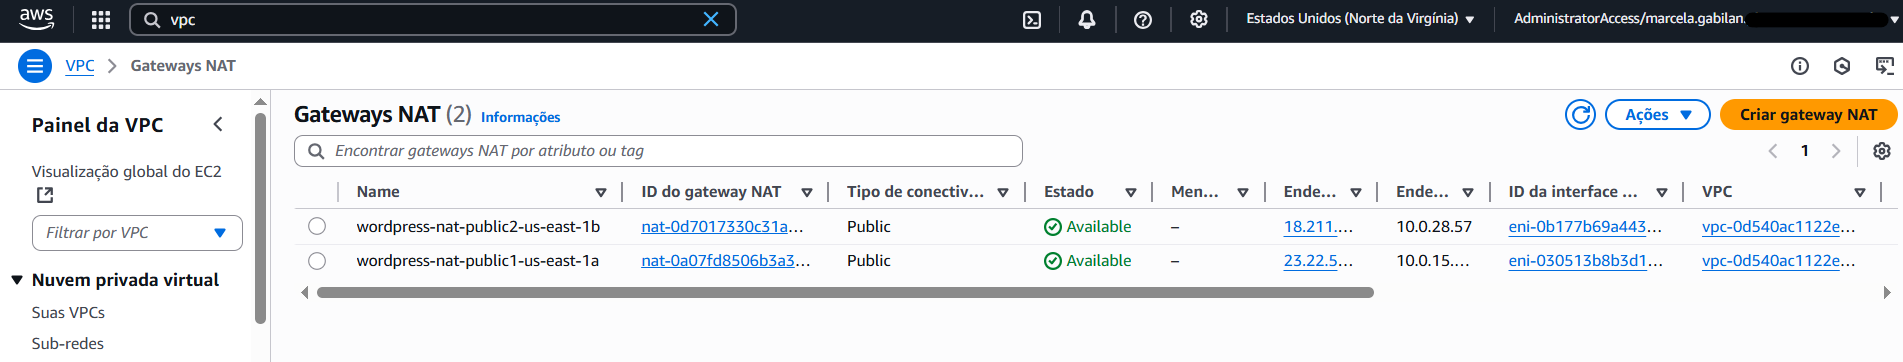 aws
vpc
Estados Unidos (Norte da Virgínia)
AdministratorAccess/marcela.gabilan.
VPC
Gateways NAT
Painel da VPC
Visualização global do EC2
Filtrar por VPC
Nuvem privada virtual
Suas VPCs
Sub-redes
Gateways NAT (2) Informações
Ações
Criar gateway NAT
Encontrar gateways NAT por atributo ou tag
1
Name ID do gateway NAT Tipo de conectiv... Estado Men... Ende... Ende... ID da interface ... VPC
wordpress-nat-public2-us-east-1b nat-0d7017330c31a... Public Available – 18.211.... 10.0.28.57 eni-0b177b69a443... vpc-0d540ac1122e...
wordpress-nat-public1-us-east-1a nat-0a07fd8506b3a3... Public Available – 23.22.5... 10.0.15.... eni-030513b8b3d1... vpc-0d540ac1122e...